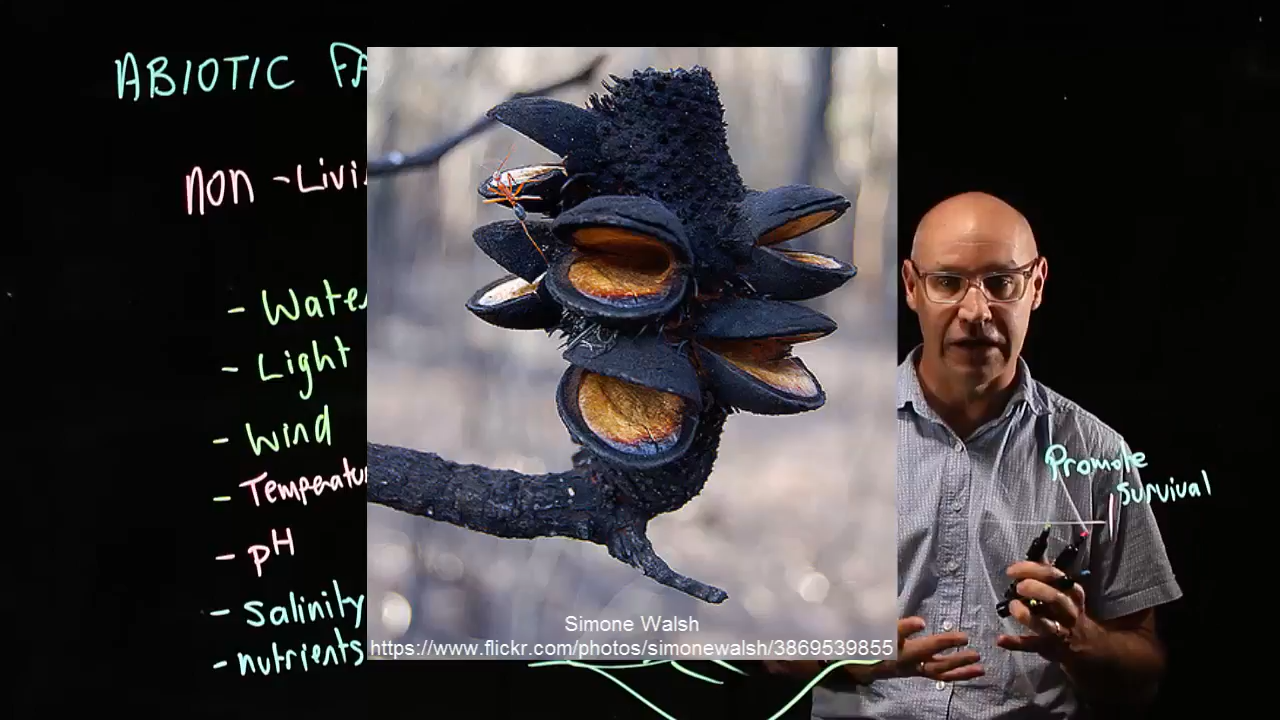 ABIOTIC FA
non - Livi
- Wate
- Light
- Wind
- Temperatu
- pH
- Salinity
- nutrients
Promote
Survival
Simone Walsh
https://www.flickr.com/photos/simonewalsh/3869539855